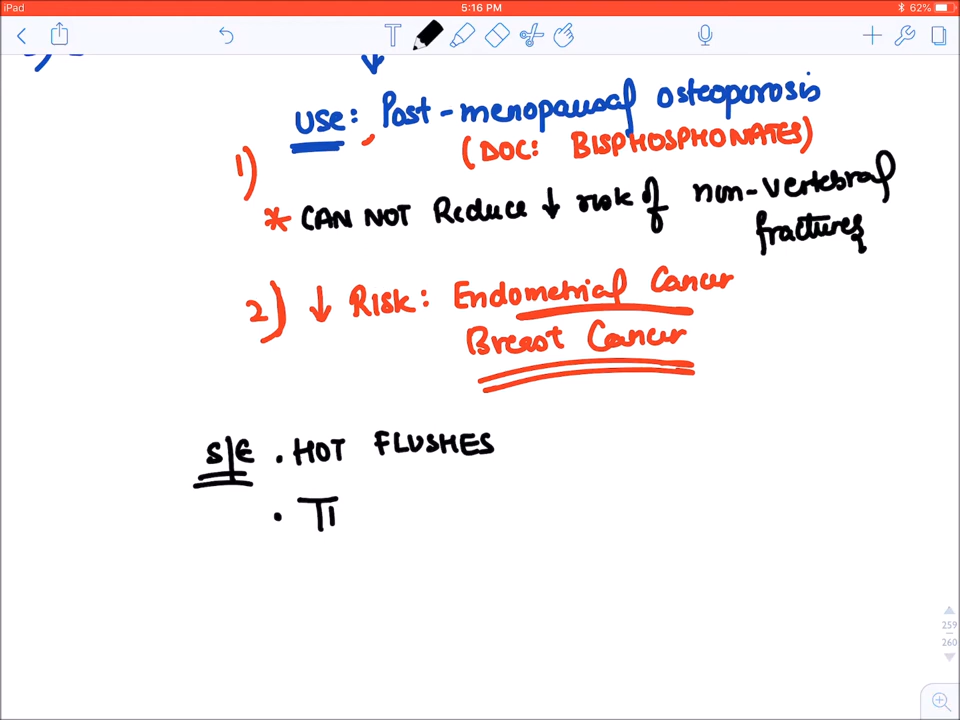 iPad 5:16 PM 62%
T
USE: Post-menopausal osteoporosis
1) (DOC: BISPHOSPHONATES)
* CAN NOT Reduce ↓ risk of non-vertebral
fractures
2) ↓ Risk: Endometrial Cancer
Breast Cancer
S/E . HOT FLUSHES
. TI
259
260